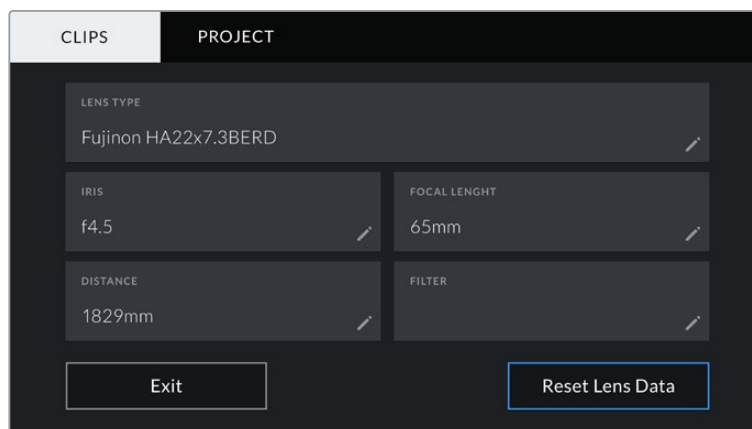 CLIPS PROJECT
LENS TYPE
Fujinon HA22x7.3BERD
IRIS FOCAL LENGHT
f4.5 65mm
DISTANCE FILTER
1829mm
Exit Reset Lens Data